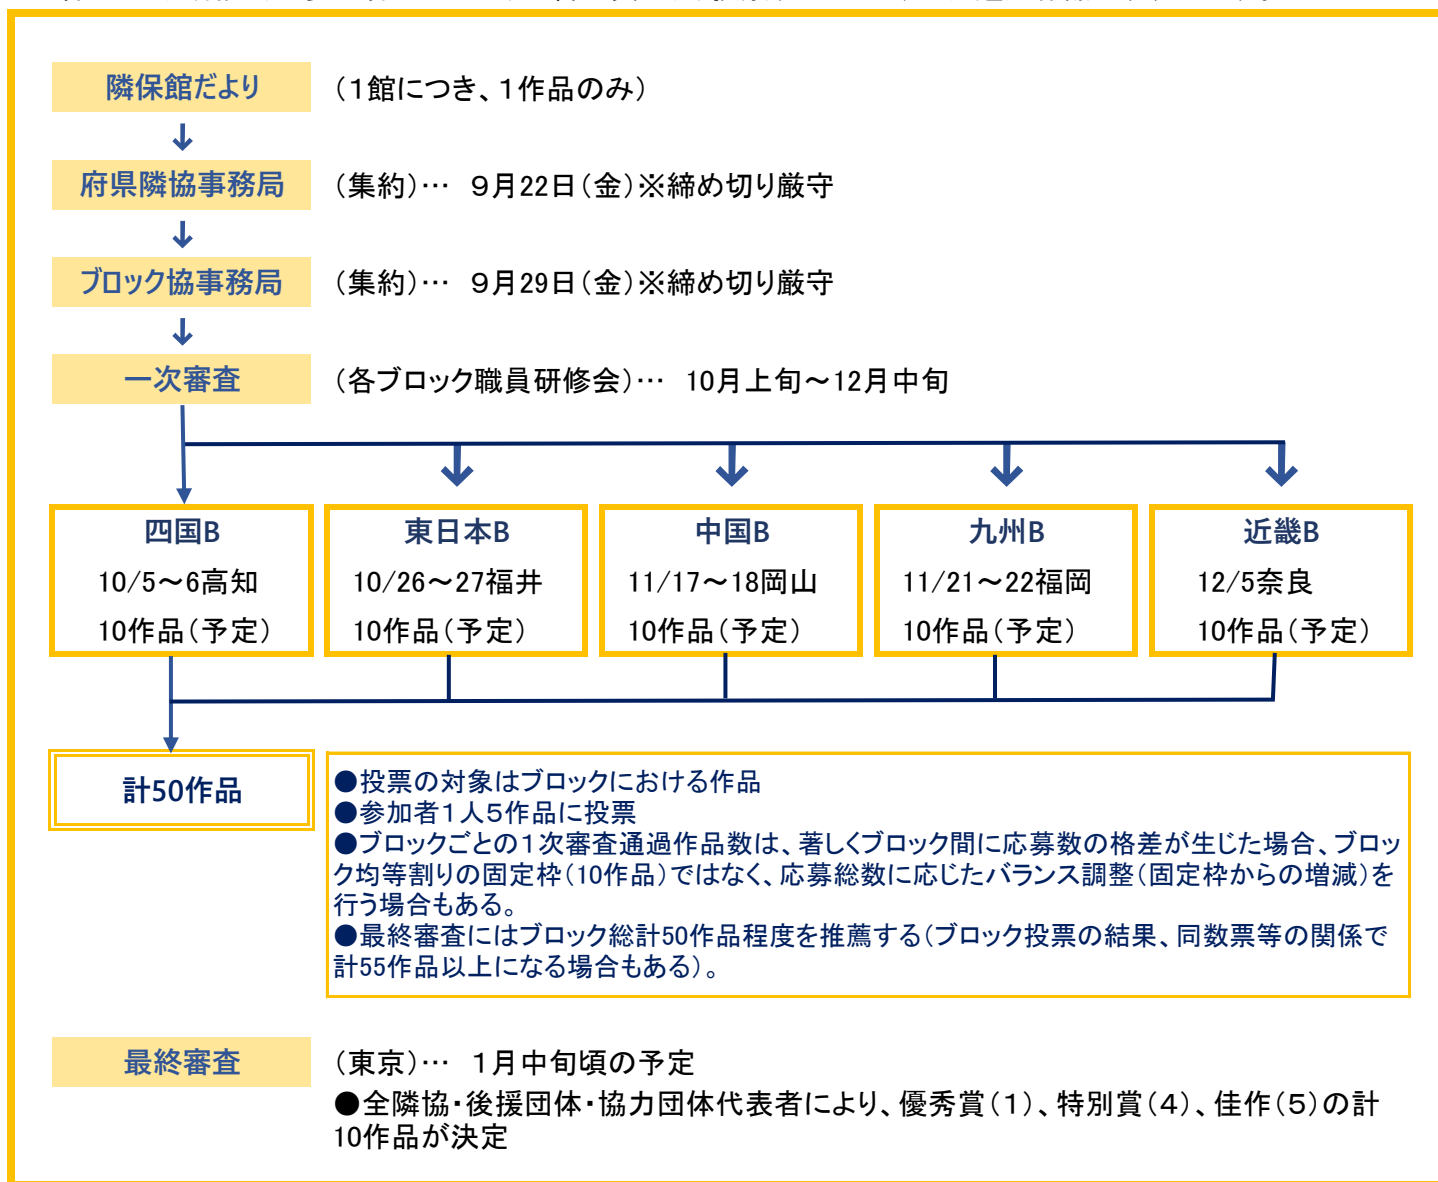 隣保館だより (1館につき、1作品のみ)
↓
府県隣協事務局 (集約)… 9月22日(金)※締め切り厳守
↓
ブロック協事務局 (集約)… 9月29日(金)※締め切り厳守
↓
一次審査 (各ブロック職員研修会)… 10月上旬～12月中旬
四国B
10/5～6高知
10作品(予定)
東日本B
10/26～27福井
10作品(予定)
中国B
11/17～18岡山
10作品(予定)
九州B
11/21～22福岡
10作品(予定)
近畿B
12/5奈良
10作品(予定)
計50作品
●投票の対象はブロックにおける作品
●参加者1人5作品に投票
●ブロックごとの1次審査通過作品数は、著しくブロック間に応募数の格差が生じた場合、ブロッ
ク均等割りの固定枠(10作品)ではなく、応募総数に応じたバランス調整(固定枠からの増減)を
行う場合もある。
●最終審査にはブロック総計50作品程度を推薦する(ブロック投票の結果、同数票等の関係で
計55作品以上になる場合もある)。
最終審査 (東京)… 1月中旬頃の予定
●全隣協・後援団体・協力団体代表者により、優秀賞(1)、特別賞(4)、佳作(5)の計
10作品が決定